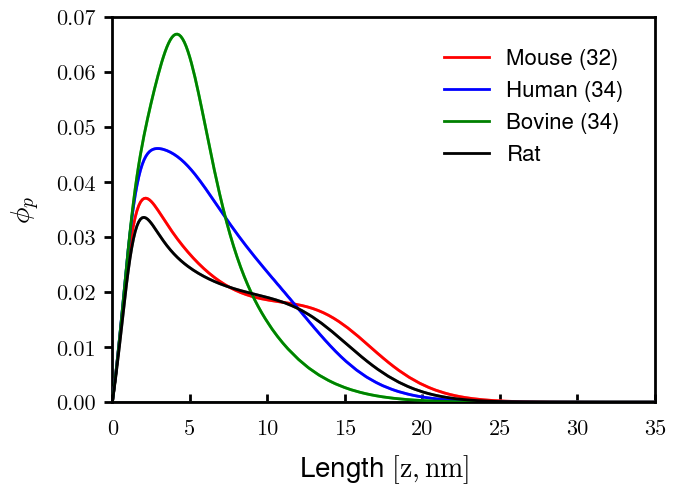 0.07
0.06
0.05
0.04
0.03
0.02
0.01
0.00
ϕp
Mouse (32)
Human (34)
Bovine (34)
Rat
0 5 10 15 20 25 30 35
Length [z, nm]